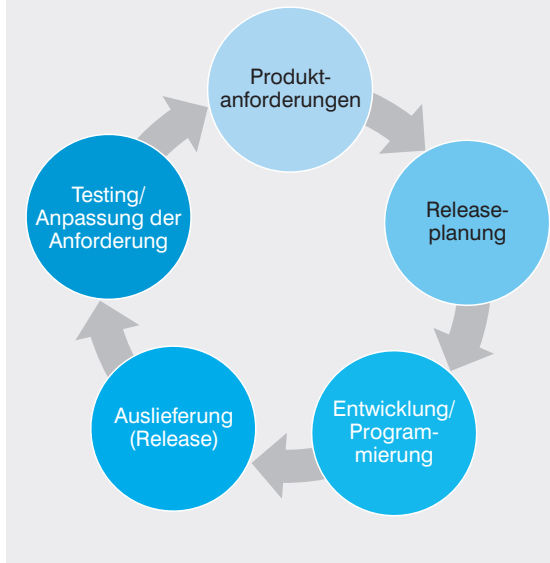 Produkt-
anforderungen
Release-
planung
Entwicklung/
Program-
mierung
Auslieferung
(Release)
Testing/
Anpassung der
Anforderung